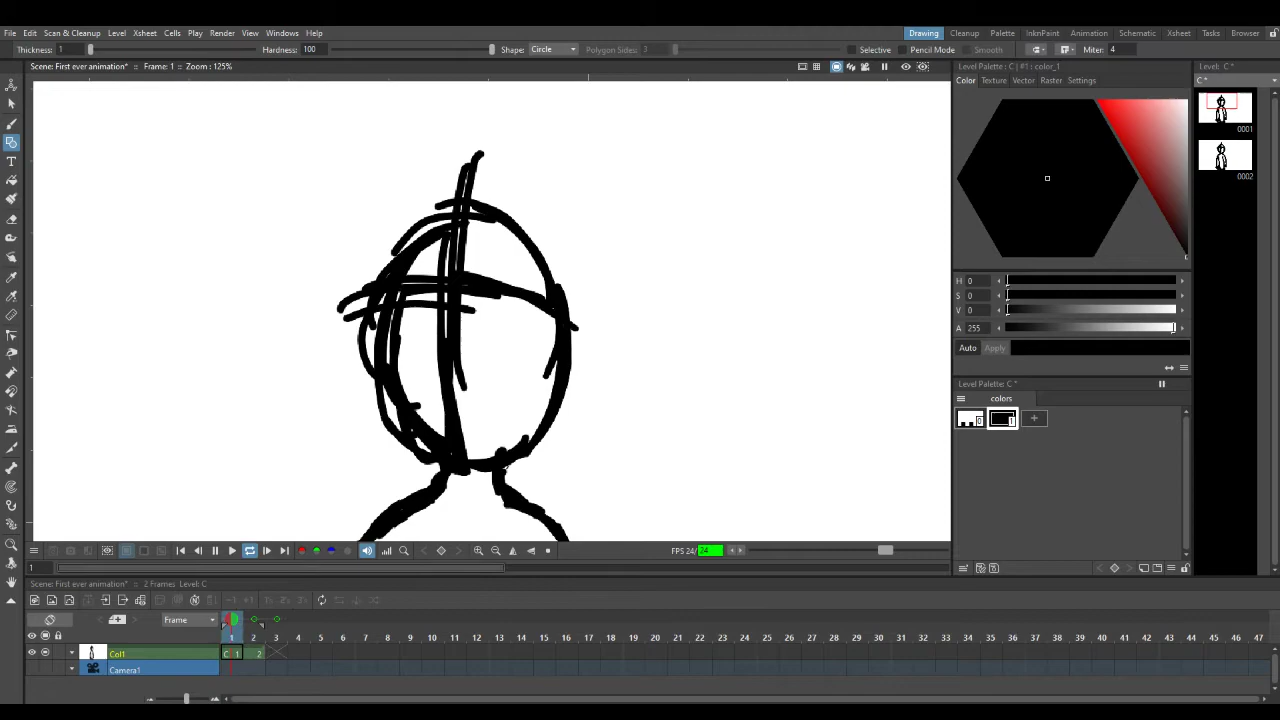 File Edit Scan & Cleanup Level Xsheet Cells Play Render View Windows Help Drawing Cleanup Palette InknPaint Animation Schematic Xsheet Tasks Browser
Thickness: 1 Hardness: 100 Shape: Circle Polygon Sides: 3 Selective Pencil Mode Smooth Miter: 4
Scene: First ever animation* :: Frame: 1 :: Zoom : 125% Level Palette: C | #1 : color_1 Level: C *
Color Texture Vector Raster Settings C *
0001
0002
H 0
S 0
V 0
A 255
Auto Apply
Level Palette: C *
colors
0 1 +
FPS 24/ 24
1
Scene: First ever animation* :: 2 Frames Level: C
Frame
1 2 3 4 5 6 7 8 9 10 11 12 13 14 15 16 17 18 19 20 21 22 23 24 25 26 27 28 29 30 31 32 33 34 35 36 37 38 39 40 41 42 43 44 45 46 47
Col1 C 1 2
Camera1